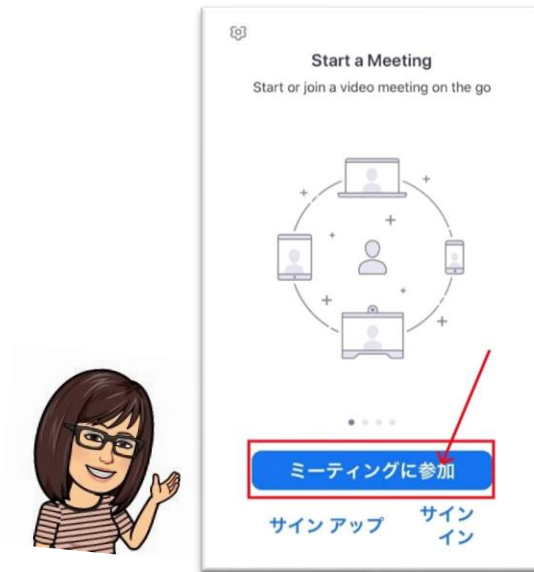 Start a Meeting
Start or join a video meeting on the go
ミーティングに参加
サイン アップ
サイン
イン